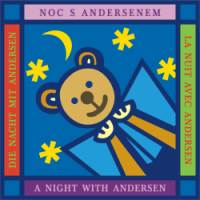 NOC S ANDERSENEM
DIE NACHT MIT ANDERSEN
LA NUIT AVEC ANDERSEN
A NIGHT WITH ANDERSEN